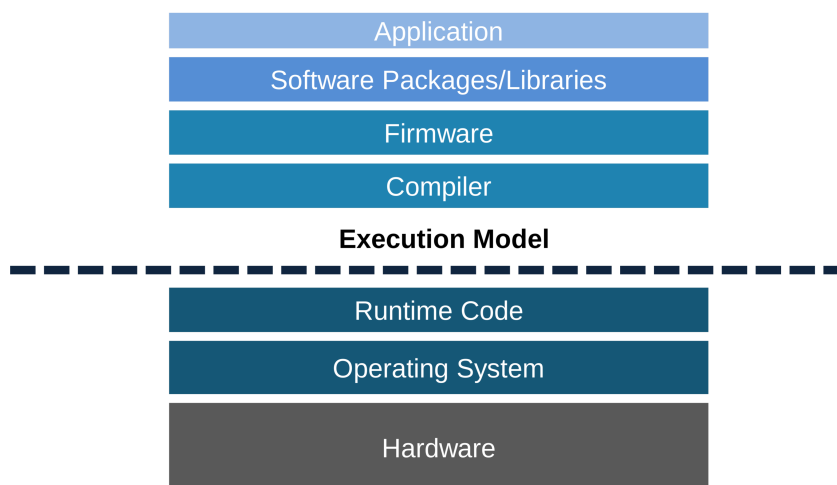 Application
Software Packages/Libraries
Firmware
Compiler
Execution Model
Runtime Code
Operating System
Hardware